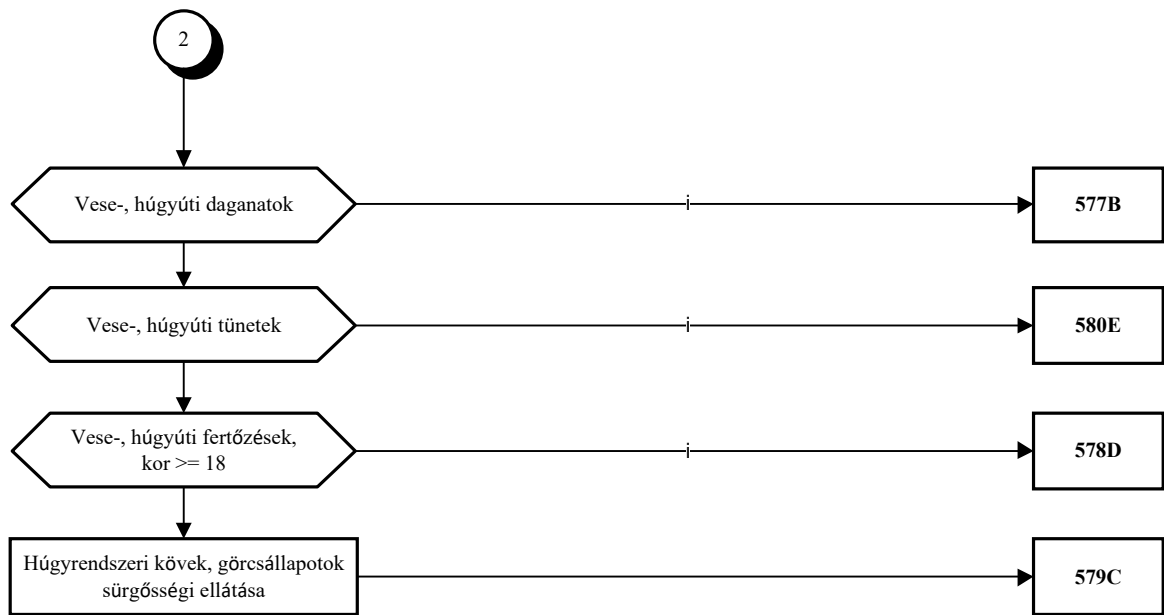 2
Vese-, húgyúti daganatok
i
577B
Vese-, húgyúti tünetek
i
580E
Vese-, húgyúti fertőzések,
kor >= 18
i
578D
Húgyrendszeri kövek, görcsállapotok
sürgősségi ellátása
579C